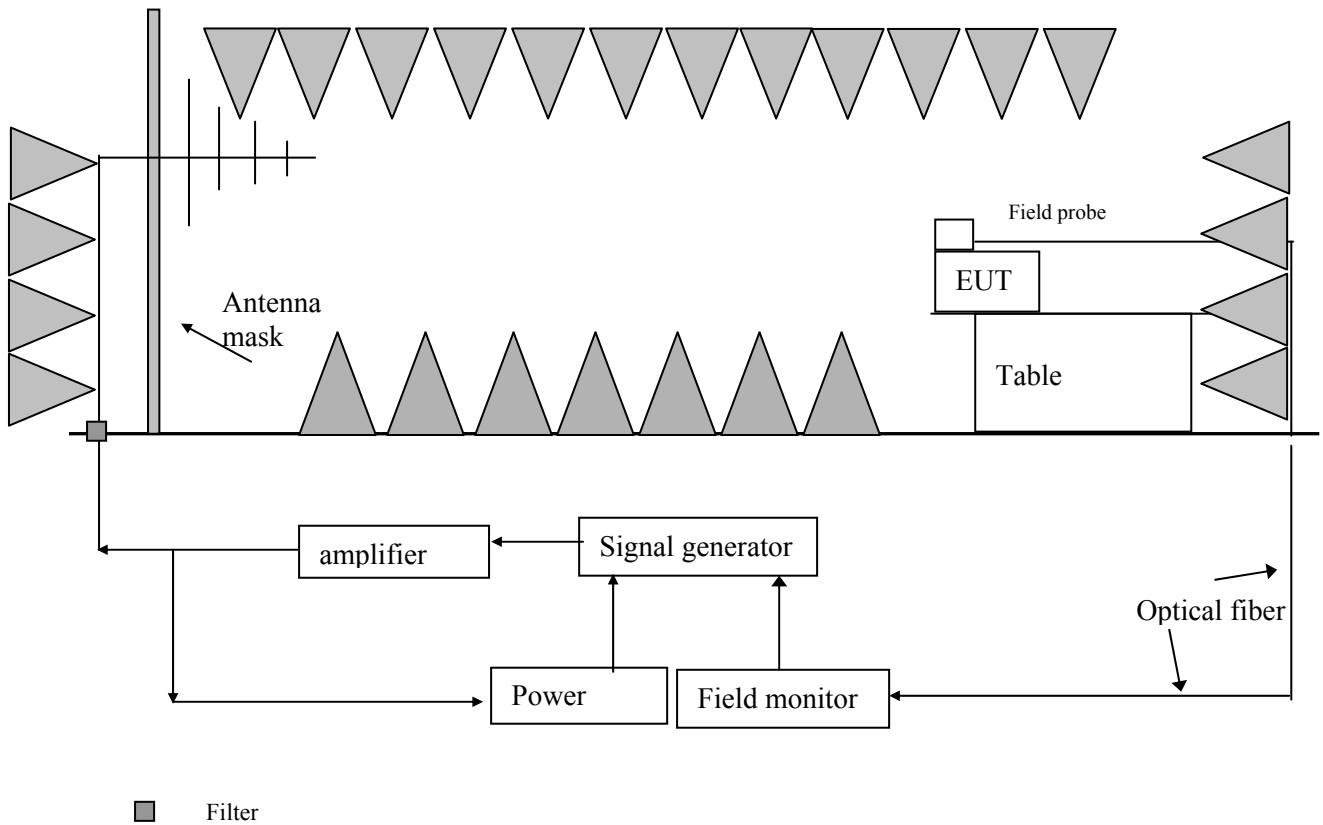 Field probe
EUT
Antenna
mask
Table
amplifier
Signal generator
Optical fiber
Power
Field monitor
Filter